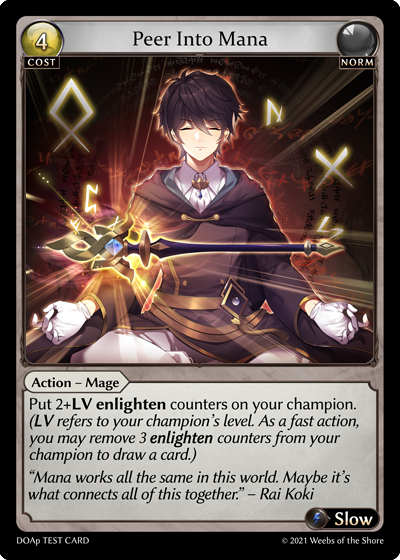 4
COST
Peer Into Mana
NORM
Action – Mage
Put 2+LV enlighten counters on your champion.
(LV refers to your champion's level. As a fast action,
you may remove 3 enlighten counters from your
champion to draw a card.)
“Mana works all the same in this world. Maybe it's
what connects all of this together.” – Rai Koki
Slow
DOAp TEST CARD
© 2021 Weebs of the Shore